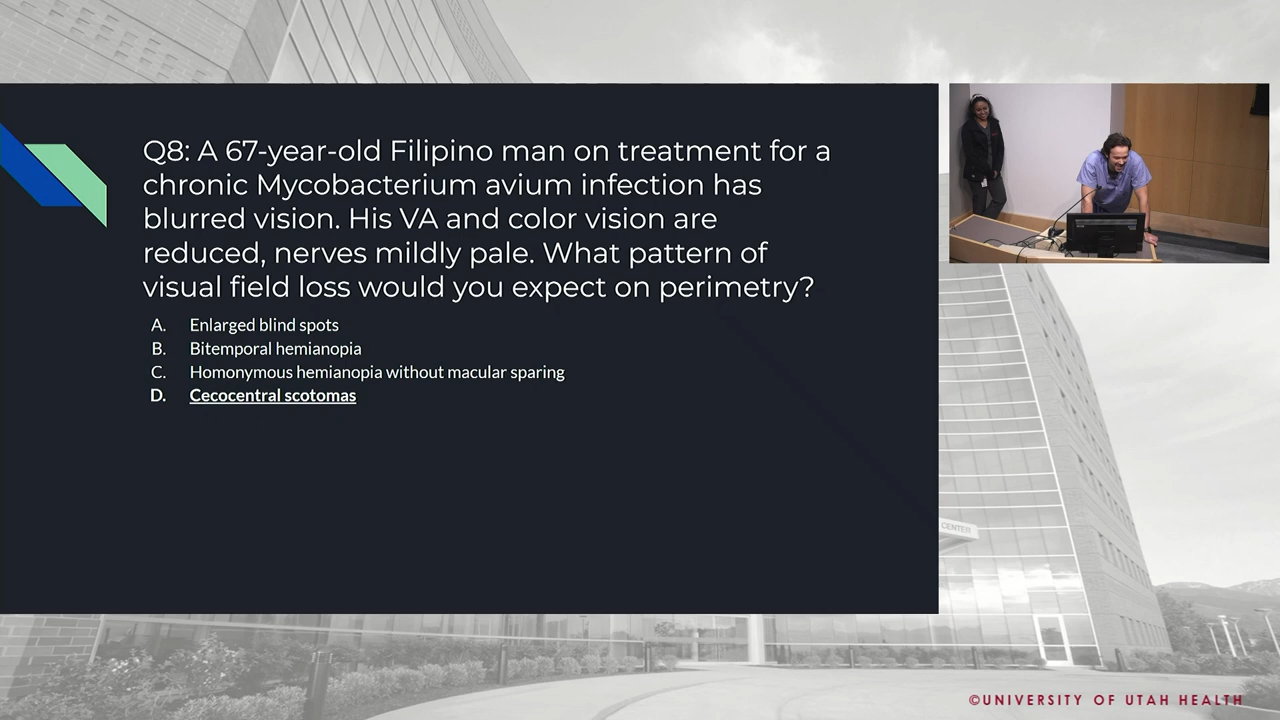 Q8: A 67-year-old Filipino man on treatment for a
chronic Mycobacterium avium infection has
blurred vision. His VA and color vision are
reduced, nerves mildly pale. What pattern of
visual field loss would you expect on perimetry?
A. Enlarged blind spots
B. Bitemporal hemianopia
C. Homonymous hemianopia without macular sparing
D. Cecocentral scotomas
CENTER
©UNIVERSITY OF UTAH HEALTH